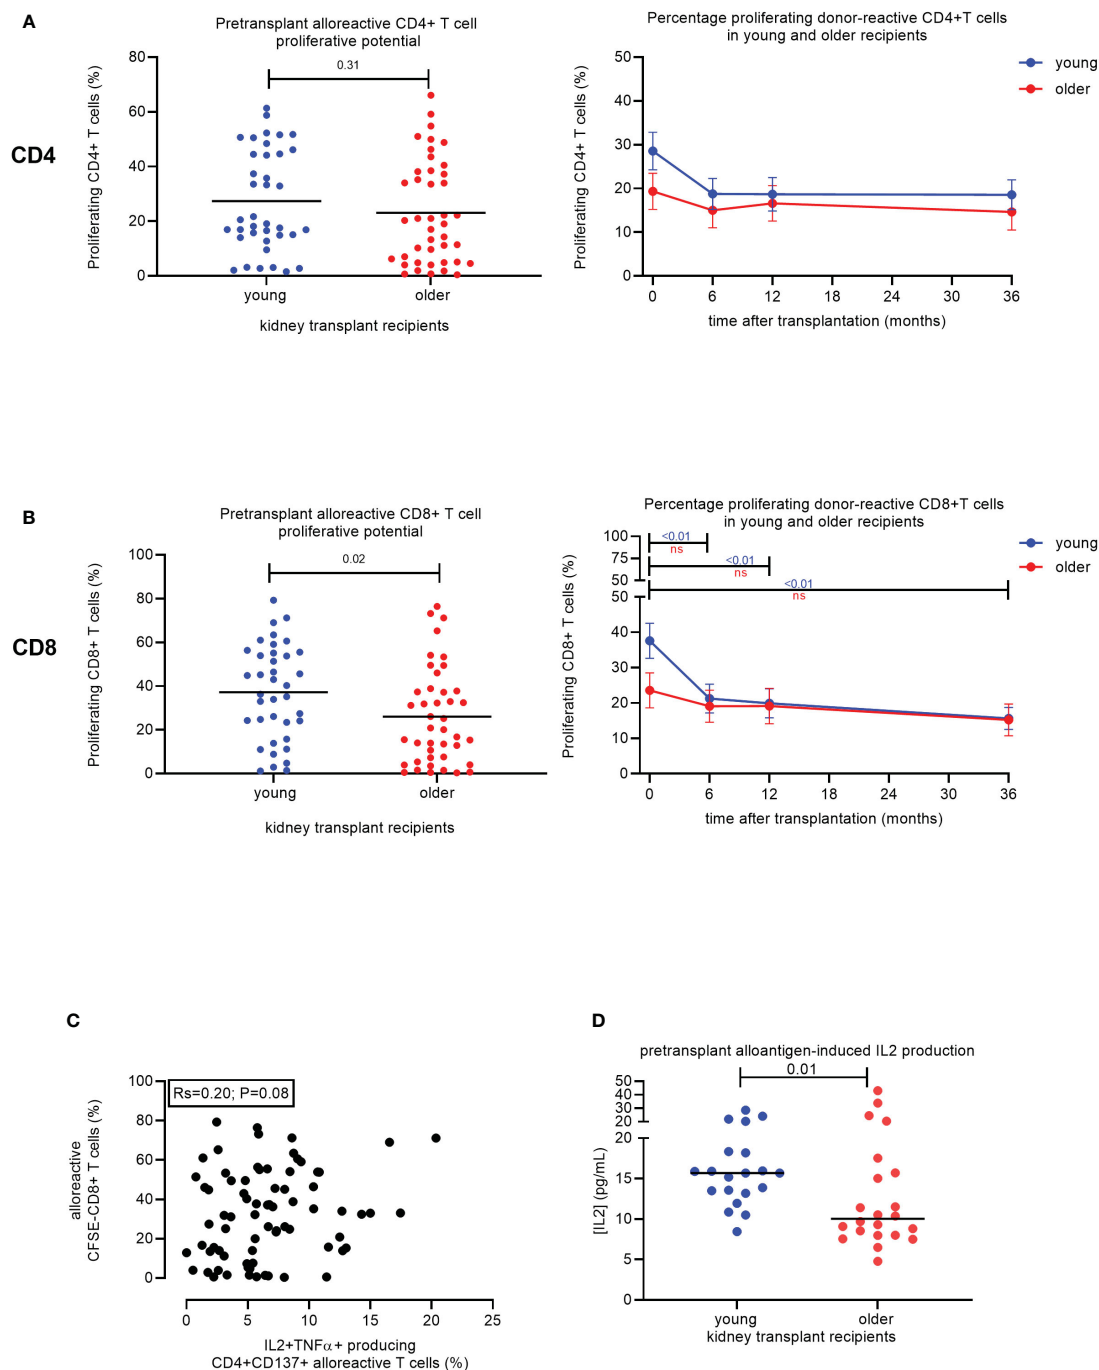 A
Pretransplant alloreactive CD4+ T cell
proliferative potential
80
60
40
20
0
Proliferating CD4+ T cells (%)
0.31
young
older
kidney transplant recipients
CD4
Percentage proliferating donor-reactive CD4+T cells
in young and older recipients
50
40
30
20
10
0
Proliferating CD4+ T cells (%)
0 6 12 18 24 30 36
time after transplantation (months)
young
older
B
Pretransplant alloreactive CD8+ T cell
proliferative potential
100
80
60
40
20
0
Proliferating CD8+ T cells (%)
0.02
young
older
kidney transplant recipients
CD8
Percentage proliferating donor-reactive CD8+T cells
in young and older recipients
100
75
50
50
40
30
20
10
0
Proliferating CD8+ T cells (%)
<0.01
ns
<0.01
ns
<0.01
ns
0 6 12 18 24 30 36
time after transplantation (months)
young
older
C
Rs=0.20; P=0.08
100
80
60
40
20
0
alloreactive
CFSE-CD8+ T cells (%)
0 5 10 15 20 25
IL2+TNFα+ producing
CD4+CD137+ alloreactive T cells (%)
D
pretransplant alloantigen-induced IL2 production
0.01
50
40
30
20
20
15
10
5
0
[IL2] (pg/mL)
young
older
kidney transplant recipients